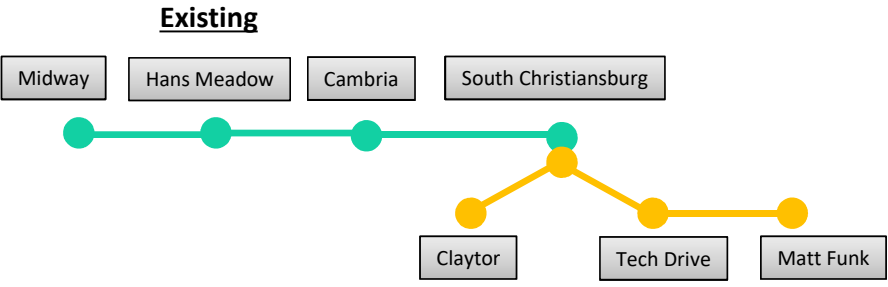 Existing
Midway
Hans Meadow
Cambria
South Christiansburg
Claytor
Tech Drive
Matt Funk